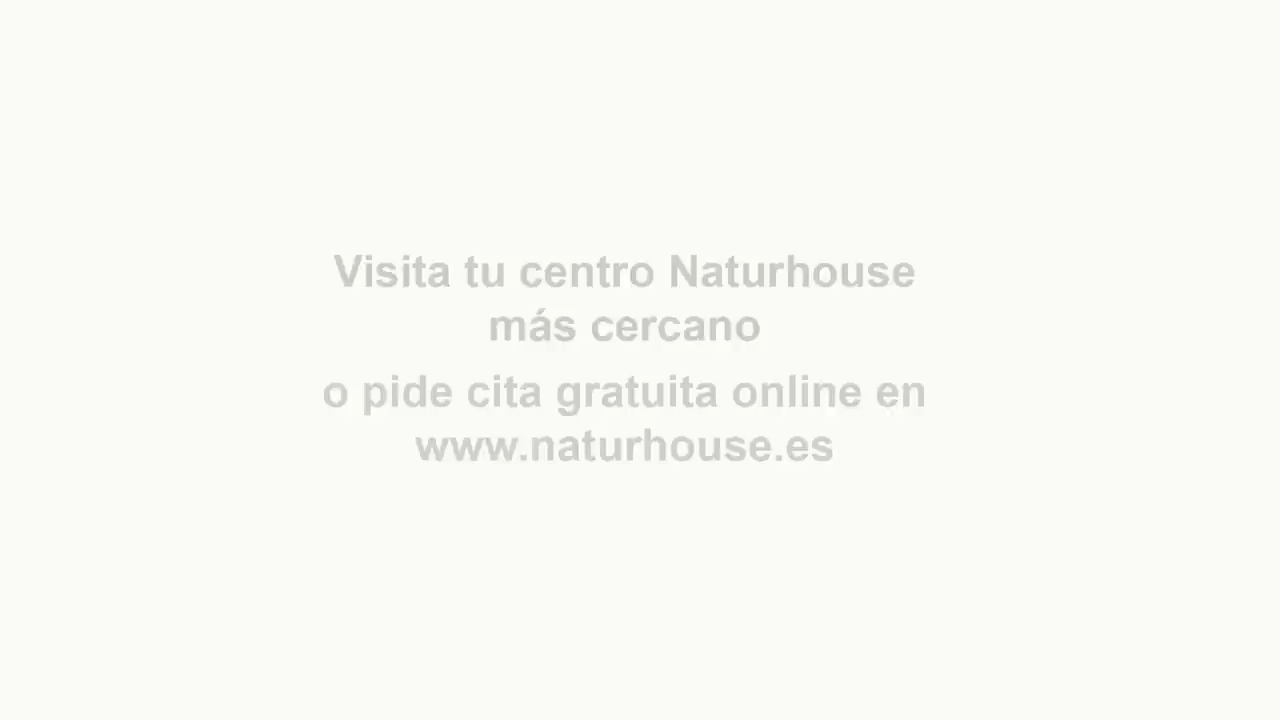 Visita tu centro Naturhouse
más cercano
o pide cita gratuita online en
www.naturhouse.es